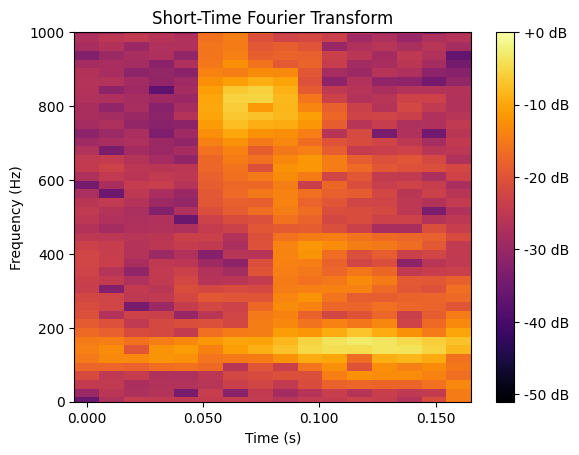 Short-Time Fourier Transform
1000
800
600
400
200
0
Frequency (Hz)
0.000
0.050
0.100
0.150
Time (s)
+0 dB
-10 dB
-20 dB
-30 dB
-40 dB
-50 dB